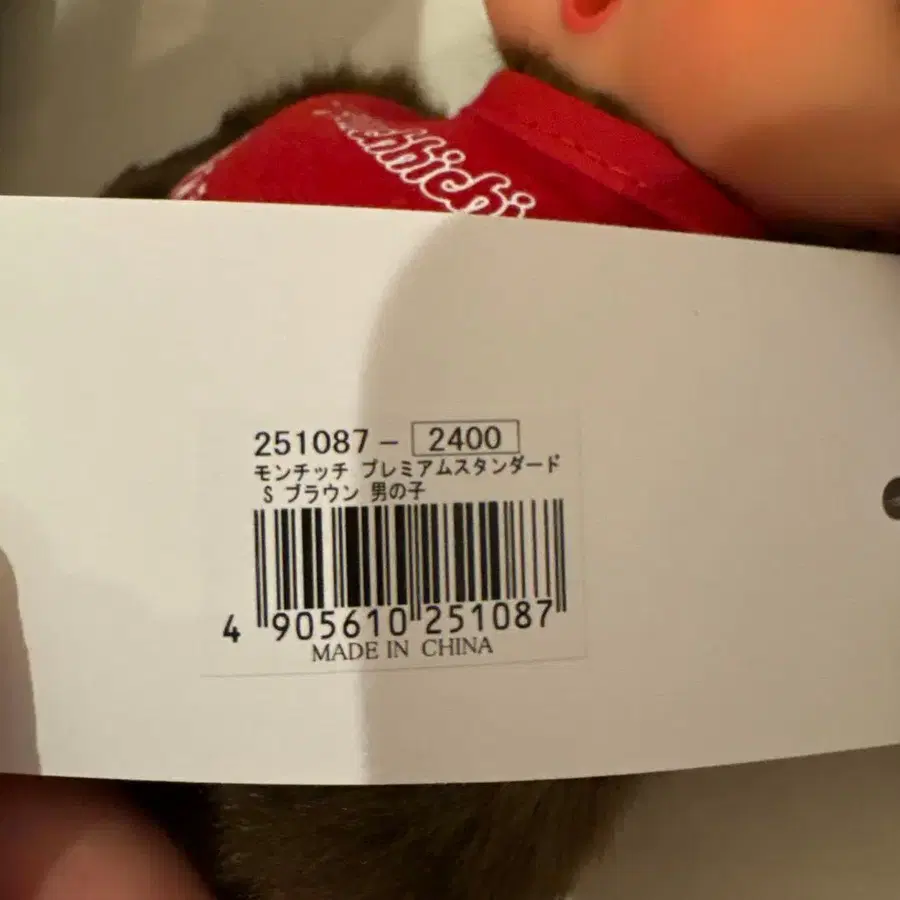 251087- 2400
モンチッチ プレミアムスタンダード
S ブラウン 男の子
4 905610 251087
MADE IN CHINA